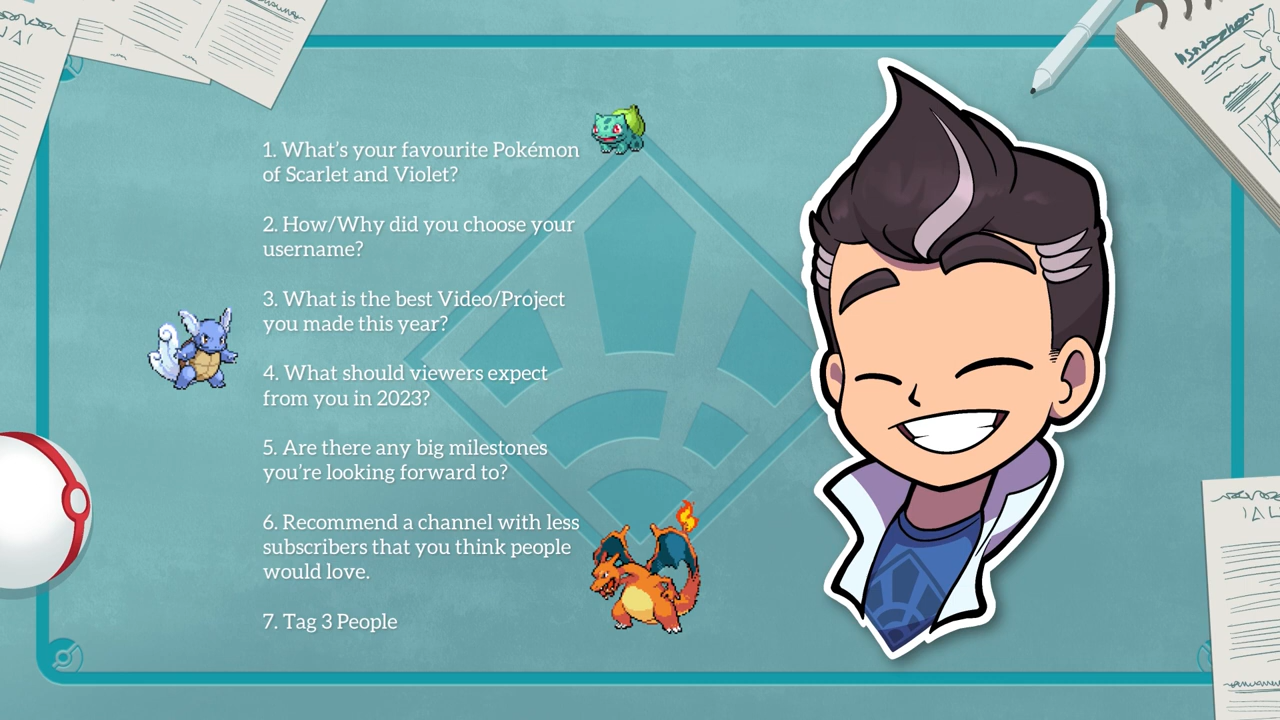 1. What's your favourite Pokémon
of Scarlet and Violet?
2. How/Why did you choose your
username?
3. What is the best Video/Project
you made this year?
4. What should viewers expect
from you in 2023?
5. Are there any big milestones
you're looking forward to?
6. Recommend a channel with less
subscribers that you think people
would love.
7. Tag 3 People